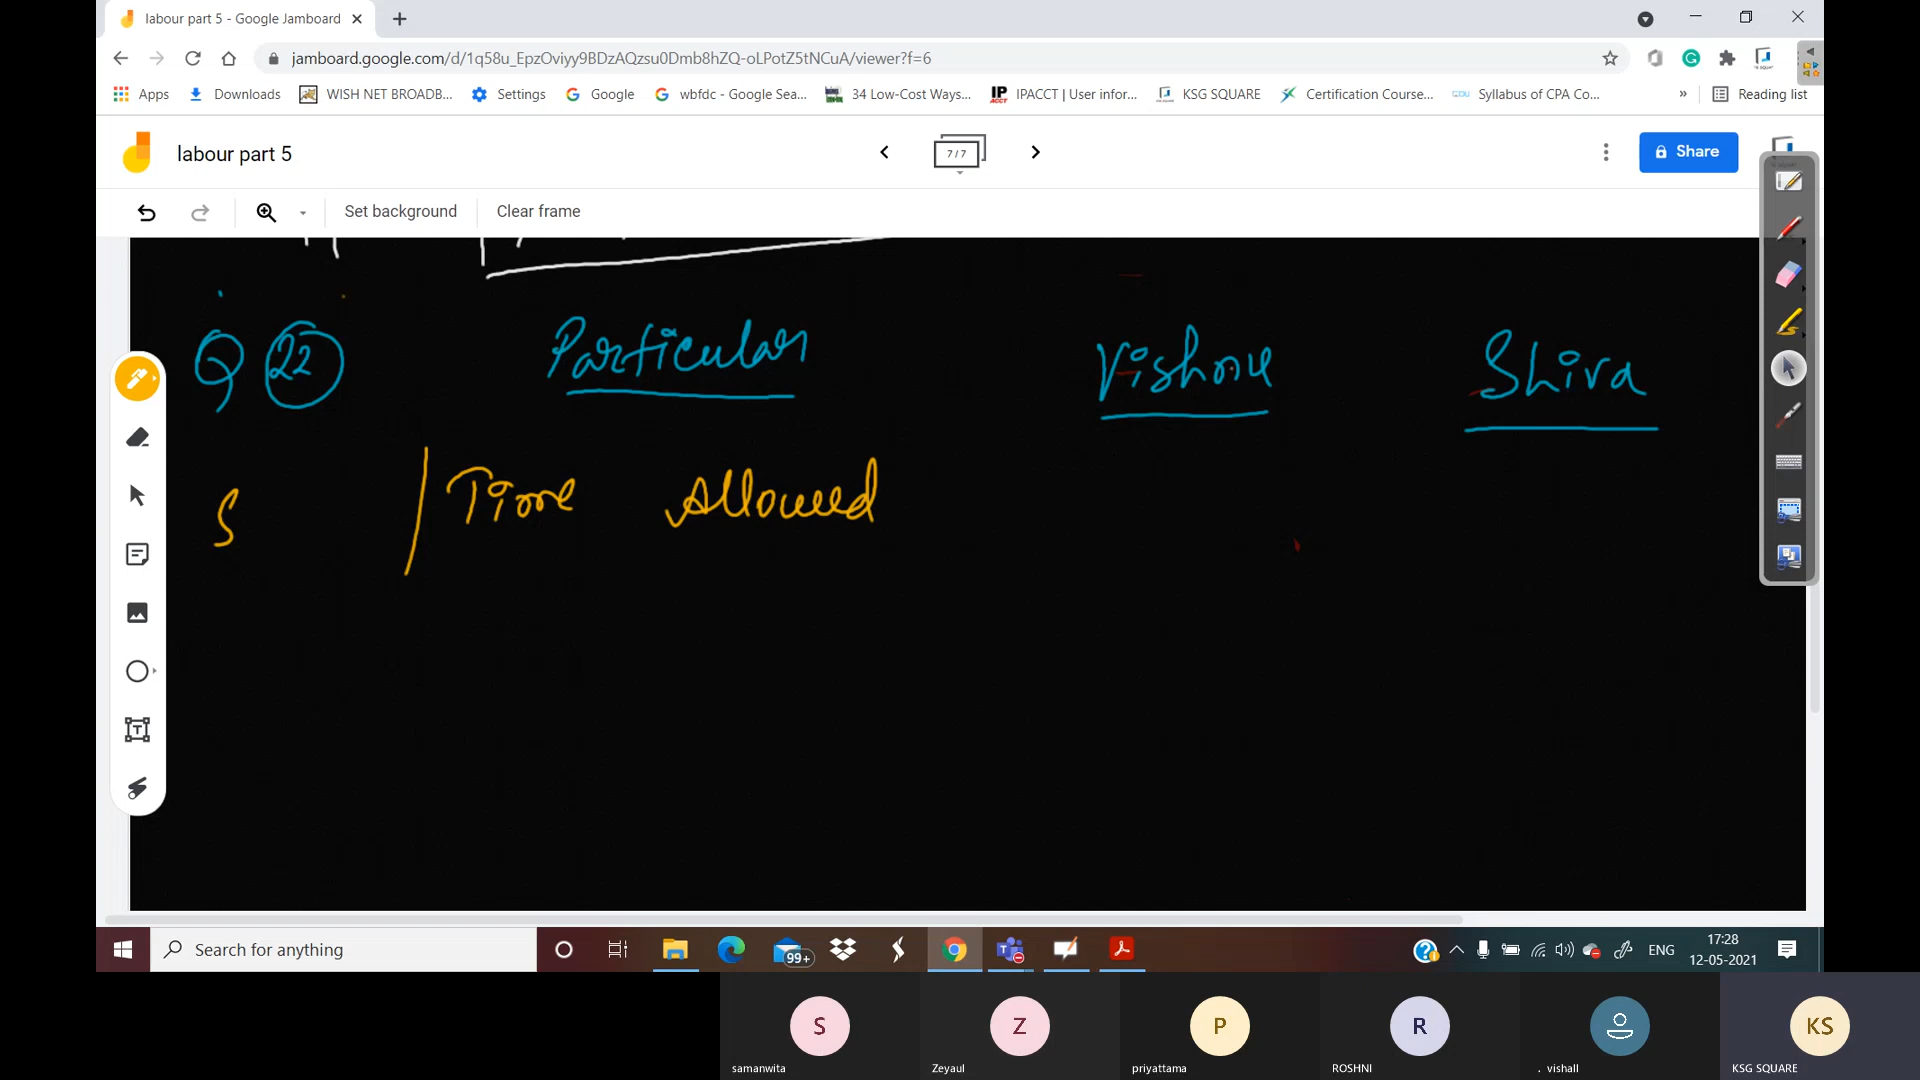 labour part 5 - Google Jamboard
jamboard.google.com/d/1q58u_EpzOviyy9BDzAQzsu0Dmb8hZQ-oLPotZ5tNCuA/viewer?f=6
Apps Downloads WISH NET BROADB... Settings Google wbfdc - Google Sea... 34 Low-Cost Ways... IPACCT | User infor... KSG SQUARE Certification Course... Syllabus of CPA Co... » Reading list
labour part 5 7/7 Share
Set background Clear frame
Q 22 Particular Vishnu Shiva
S / Time Allowed
Search for anything 99+ ENG 17:28
12-05-2021
S Z P R KS
samanwita Zeyaul priyattama ROSHNI . vishall KSG SQUARE